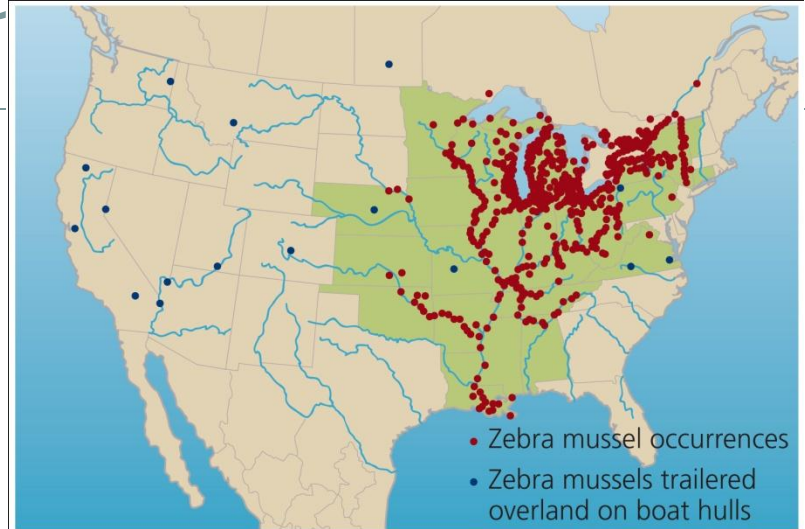 Zebra mussel occurrences
Zebra mussels trailered
overland on boat hulls